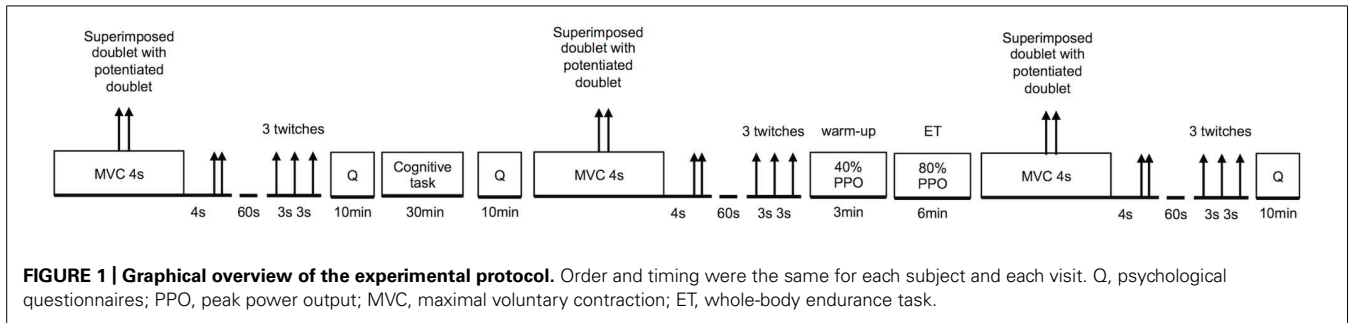 Superimposed
doublet with
potentiated
doublet
3 twitches
MVC 4s
Q
Cognitive
task
Q
4s 60s 3s 3s 10min 30min 10min
Superimposed
doublet with
potentiated
doublet
3 twitches warm-up ET
MVC 4s
40%
PPO
80%
PPO
4s 60s 3s 3s 3min 6min
Superimposed
doublet with
potentiated
doublet
3 twitches
MVC 4s
Q
4s 60s 3s 3s 10min
FIGURE 1 | Graphical overview of the experimental protocol. Order and timing were the same for each subject and each visit. Q, psychological
questionnaires; PPO, peak power output; MVC, maximal voluntary contraction; ET, whole-body endurance task.